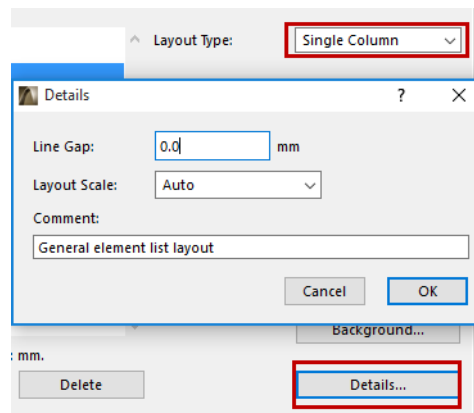 Layout Type: Single Column
Details ? X
Line Gap: 0.0 mm
Layout Scale: Auto
Comment:
General element list layout
Cancel OK
Background...
: mm.
Delete Details...